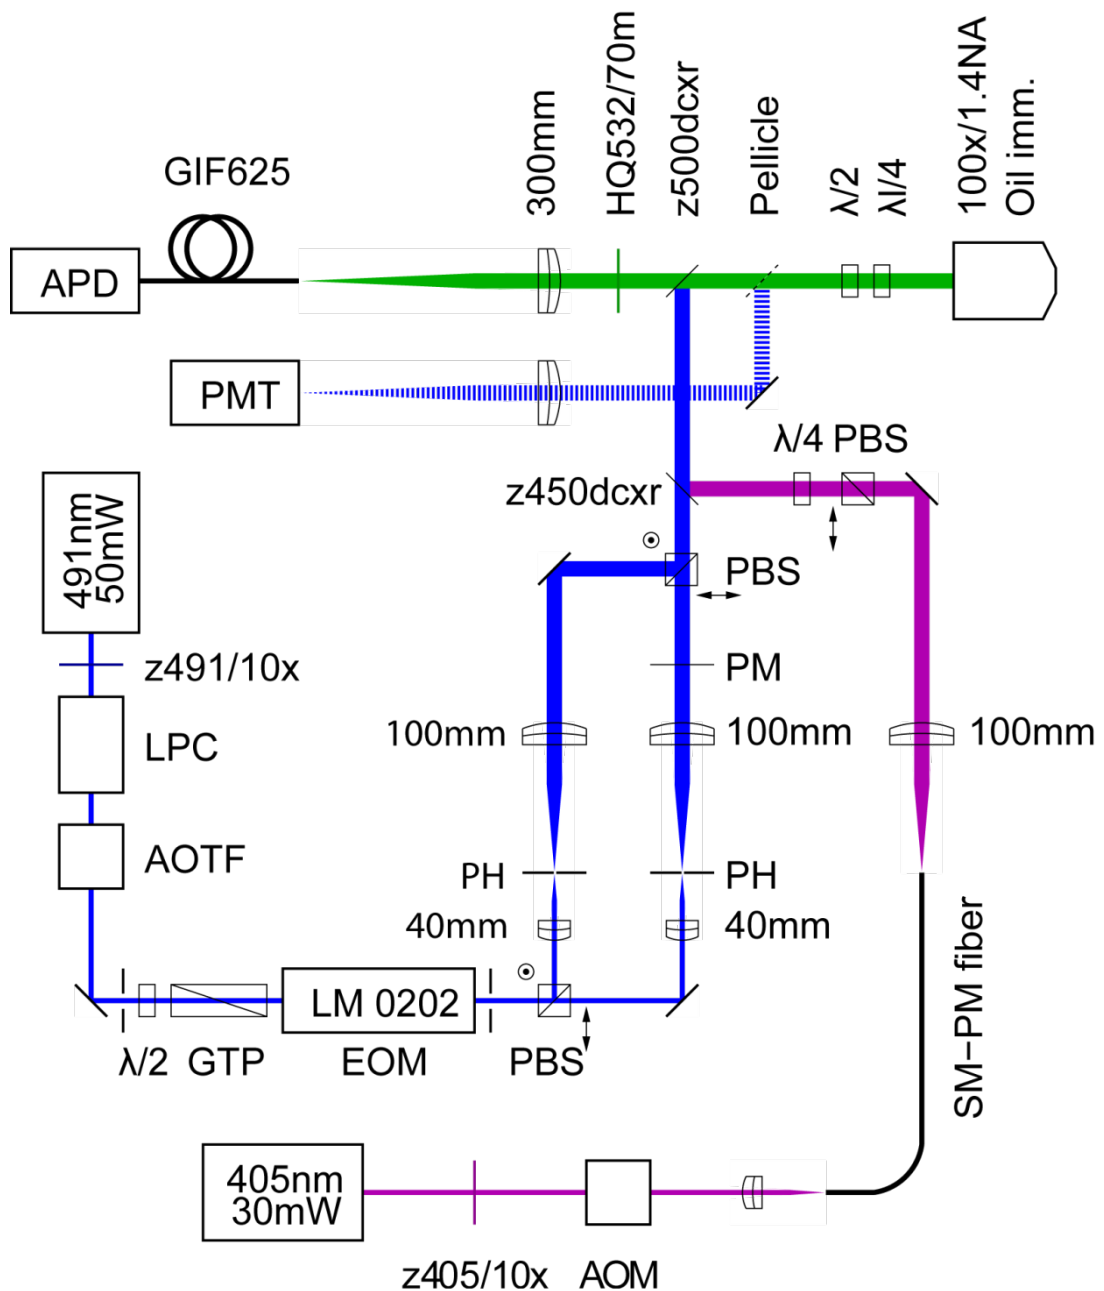 GIF625
300mm
HQ532/70m
z500dcxr
Pellicle
λ/2
λl/4
100x/1.4NA
Oil imm.
APD
PMT
λ/4 PBS
z450dcxr
491nm
50mW
PBS
z491/10x
PM
LPC
100mm
100mm
100mm
AOTF
PH
PH
40mm
40mm
SM-PM fiber
LM 0202
λ/2
GTP
EOM
PBS
405nm
30mW
z405/10x
AOM